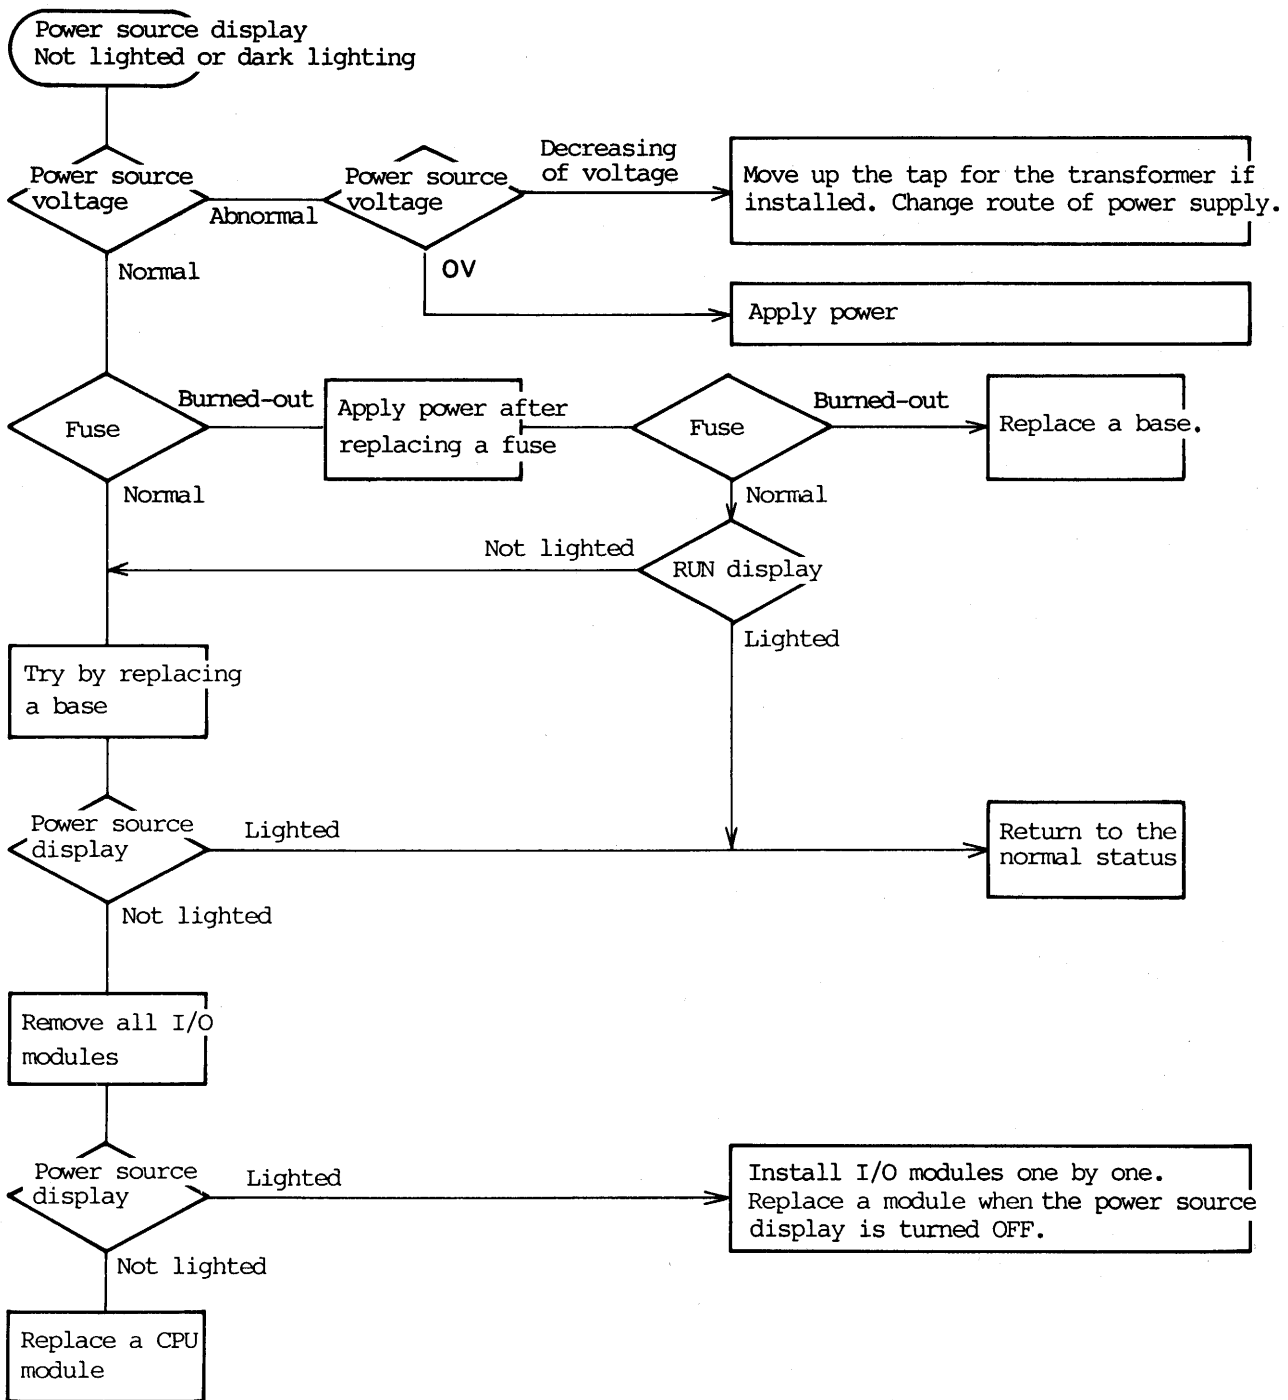 Power source display
Not lighted or dark lighting
Power source
voltage
Abnormal
Power source
voltage
Decreasing
of voltage
Move up the tap for the transformer if
installed. Change route of power supply.
Normal
OV
Apply power
Fuse
Burned-out
Apply power after
replacing a fuse
Fuse
Burned-out
Replace a base.
Normal
Normal
Not lighted
RUN display
Lighted
Try by replacing
a base
Power source
display
Lighted
Return to the
normal status
Not lighted
Remove all I/O
modules
Power source
display
Lighted
Install I/O modules one by one.
Replace a module when the power source
display is turned OFF.
Not lighted
Replace a CPU
module